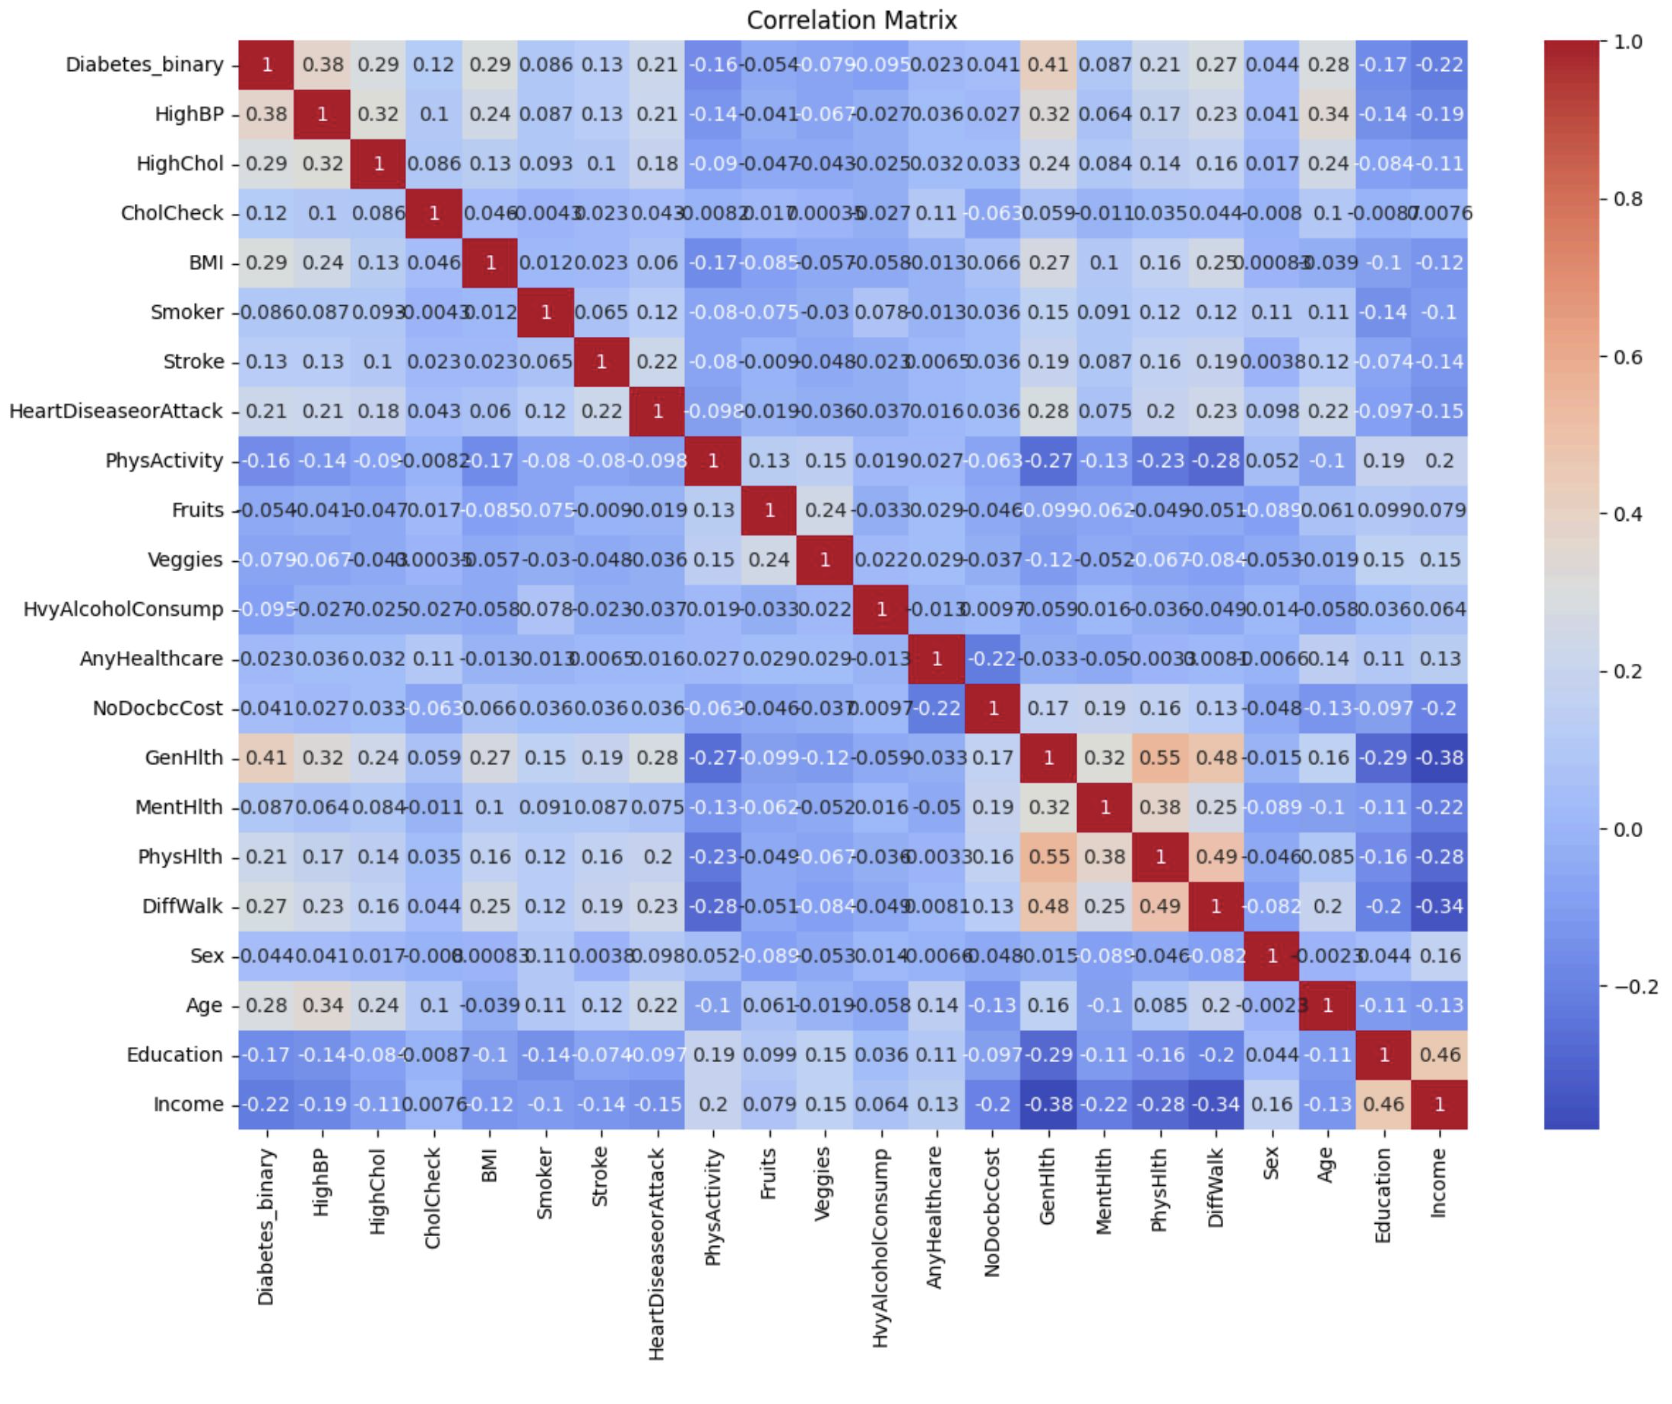 Correlation Matrix
Diabetes_binary 1 0.38 0.29 0.12 0.29 0.086 0.13 0.21 -0.16 -0.054 -0.079 -0.095 0.023 0.041 0.41 0.087 0.21 0.27 0.044 0.28 -0.17 -0.22
HighBP 0.38 1 0.32 0.1 0.24 0.087 0.13 0.21 -0.14 -0.041 -0.067 -0.027 0.036 0.027 0.32 0.064 0.17 0.23 0.041 0.34 -0.14 -0.19
HighChol 0.29 0.32 1 0.086 0.13 0.093 0.1 0.18 -0.09 -0.047 -0.043 -0.025 0.032 0.033 0.24 0.084 0.14 0.16 0.017 0.24 -0.084 -0.11
CholCheck 0.12 0.1 0.086 1 0.046 -0.0043 0.023 0.043 -0.0082 0.017 0.00035 -0.027 0.11 -0.063 0.059 -0.011 0.035 0.044 -0.008 0.1 -0.0087 0.0076
BMI 0.29 0.24 0.13 0.046 1 0.012 0.023 0.06 -0.17 -0.085 -0.057 -0.058 -0.013 0.066 0.27 0.1 0.16 0.25 0.00083 -0.039 -0.1 -0.12
Smoker 0.086 0.087 0.093 -0.0043 0.012 1 0.065 0.12 -0.08 -0.075 -0.03 0.078 -0.013 0.036 0.15 0.091 0.12 0.12 0.11 0.11 -0.14 -0.1
Stroke 0.13 0.13 0.1 0.023 0.023 0.065 1 0.22 -0.08 -0.009 -0.048 -0.023 0.0065 0.036 0.19 0.087 0.16 0.19 0.0038 0.12 -0.074 -0.14
HeartDiseaseorAttack 0.21 0.21 0.18 0.043 0.06 0.12 0.22 1 -0.098 -0.019 -0.036 -0.037 0.016 0.036 0.28 0.075 0.2 0.23 0.098 0.22 -0.097 -0.15
PhysActivity -0.16 -0.14 -0.09 -0.0082 -0.17 -0.08 -0.08 -0.098 1 0.13 0.15 0.019 0.027 -0.063 -0.27 -0.13 -0.23 -0.28 0.052 -0.1 0.19 0.2
Fruits -0.054 -0.041 -0.047 0.017 -0.085 -0.075 -0.009 -0.019 0.13 1 0.24 -0.033 0.029 -0.046 -0.099 -0.062 -0.049 -0.051 -0.089 0.061 0.099 0.079
Veggies -0.079 -0.067 -0.043 0.00035 -0.057 -0.03 -0.048 -0.036 0.15 0.24 1 0.022 0.029 -0.037 -0.12 -0.052 -0.067 -0.084 -0.053 -0.019 0.15 0.15
HvyAlcoholConsump -0.095 -0.027 -0.025 -0.027 -0.058 0.078 -0.023 -0.037 0.019 -0.033 0.022 1 -0.013 0.0097 -0.059 0.016 -0.036 -0.049 0.014 -0.058 0.036 0.064
AnyHealthcare 0.023 0.036 0.032 0.11 -0.013 -0.013 0.0065 0.016 0.027 0.029 0.029 -0.013 1 -0.22 -0.033 -0.05 -0.0033 0.0081 -0.0066 0.14 0.11 0.13
NoDocbcCost 0.041 0.027 0.033 -0.063 0.066 0.036 0.036 0.036 -0.063 -0.046 -0.037 0.0097 -0.22 1 0.17 0.19 0.16 0.13 -0.048 -0.13 -0.097 -0.2
GenHlth 0.41 0.32 0.24 0.059 0.27 0.15 0.19 0.28 -0.27 -0.099 -0.12 -0.059 -0.033 0.17 1 0.32 0.55 0.48 -0.015 0.16 -0.29 -0.38
MentHlth 0.087 0.064 0.084 -0.011 0.1 0.091 0.087 0.075 -0.13 -0.062 -0.052 0.016 -0.05 0.19 0.32 1 0.38 0.25 -0.089 -0.1 -0.11 -0.22
PhysHlth 0.21 0.17 0.14 0.035 0.16 0.12 0.16 0.2 -0.23 -0.049 -0.067 -0.036 -0.0033 0.16 0.55 0.38 1 0.49 -0.046 0.085 -0.16 -0.28
DiffWalk 0.27 0.23 0.16 0.044 0.25 0.12 0.19 0.23 -0.28 -0.051 -0.084 -0.049 0.0081 0.13 0.48 0.25 0.49 1 -0.082 0.2 -0.2 -0.34
Sex 0.044 0.041 0.017 -0.008 0.00083 0.11 0.0038 0.098 0.052 -0.089 -0.053 0.014 -0.0066 -0.048 -0.015 -0.089 -0.046 -0.082 1 -0.0023 0.044 0.16
Age 0.28 0.34 0.24 0.1 -0.039 0.11 0.12 0.22 -0.1 0.061 -0.019 -0.058 0.14 -0.13 0.16 -0.1 0.085 0.2 -0.0023 1 -0.11 -0.13
Education -0.17 -0.14 -0.084 -0.0087 -0.1 -0.14 -0.074 -0.097 0.19 0.099 0.15 0.036 0.11 -0.097 -0.29 -0.11 -0.16 -0.2 0.044 -0.11 1 0.46
Income -0.22 -0.19 -0.11 0.0076 -0.12 -0.1 -0.14 -0.15 0.2 0.079 0.15 0.064 0.13 -0.2 -0.38 -0.22 -0.28 -0.34 0.16 -0.13 0.46 1
Diabetes_binary
HighBP
HighChol
CholCheck
BMI
Smoker
Stroke
HeartDiseaseorAttack
PhysActivity
Fruits
Veggies
HvyAlcoholConsump
AnyHealthcare
NoDocbcCost
GenHlth
MentHlth
PhysHlth
DiffWalk
Sex
Age
Education
Income
1.0
0.8
0.6
0.4
0.2
0.0
−0.2